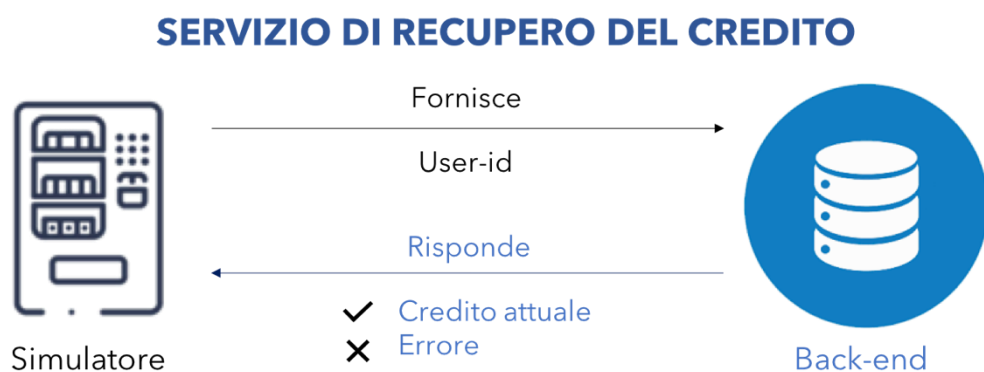 SERVIZIO DI RECUPERO DEL CREDITO
Fornisce
User-id
Risponde
Credito attuale
Errore
Simulatore
Back-end